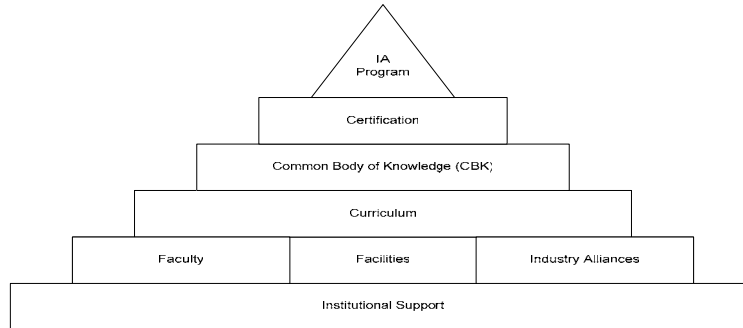 IA
Program
Certification
Common Body of Knowledge (CBK)
Curriculum
Faculty
Facilities
Industry Alliances
Institutional Support